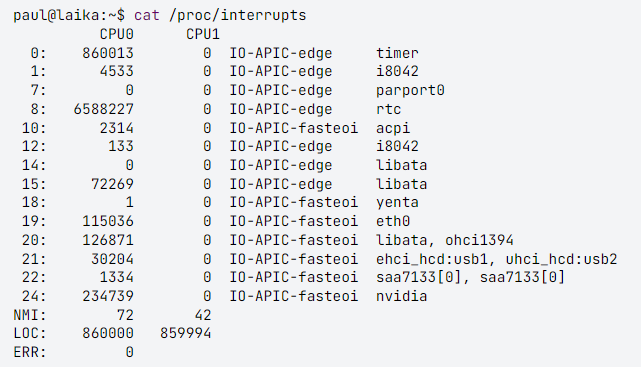 paul@laika:~$ cat /proc/interrupts
           CPU0       CPU1
  0:     860013          0  IO-APIC-edge     timer
  1:       4533          0  IO-APIC-edge     i8042
  7:          0          0  IO-APIC-edge     parport0
  8:    6588227          0  IO-APIC-edge     rtc
 10:       2314          0  IO-APIC-fasteoi  acpi
 12:        133          0  IO-APIC-edge     i8042
 14:          0          0  IO-APIC-edge     libata
 15:      72269          0  IO-APIC-edge     libata
 18:          1          0  IO-APIC-fasteoi  yenta
 19:     115036          0  IO-APIC-fasteoi  eth0
 20:     126871          0  IO-APIC-fasteoi  libata, ohci1394
 21:      30204          0  IO-APIC-fasteoi  ehci_hcd:usb1, uhci_hcd:usb2
 22:       1334          0  IO-APIC-fasteoi  saa7133[0], saa7133[0]
 24:     234739          0  IO-APIC-fasteoi  nvidia
NMI:         72         42
LOC:     860000     859994
ERR:          0